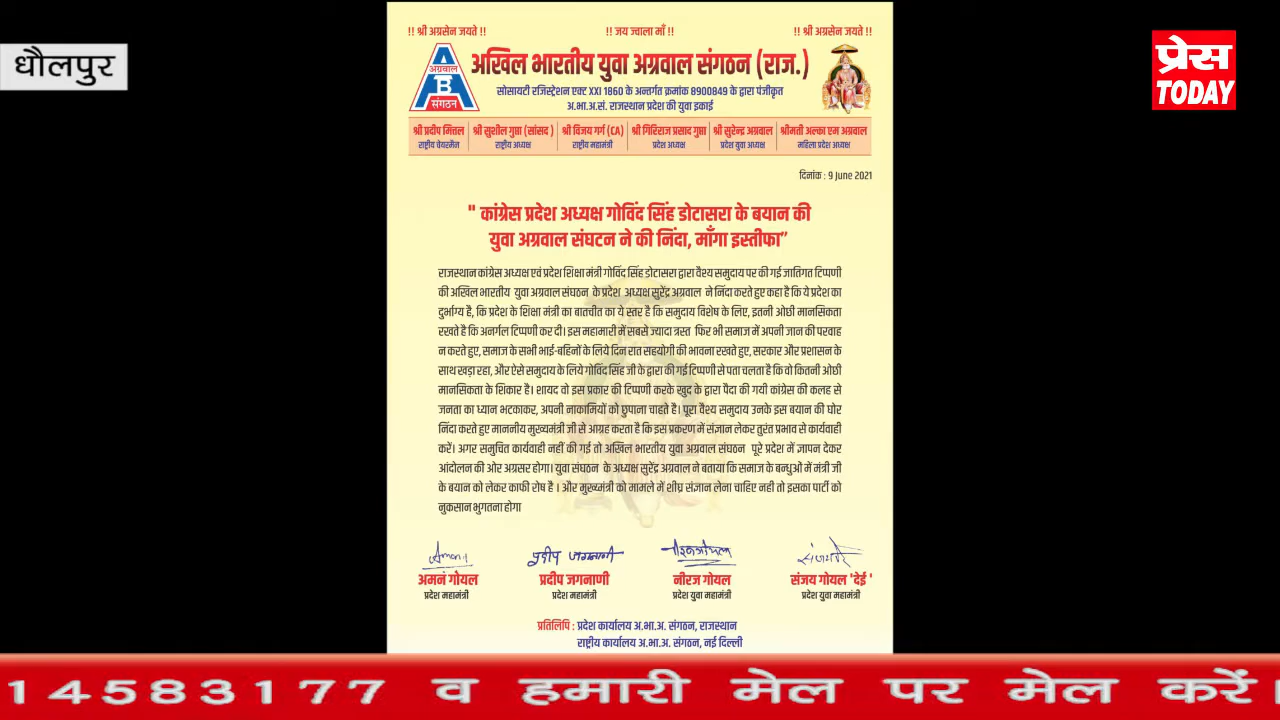 धौलपुर
प्रेस
TODAY
!! श्री अग्रसेन जयते !! !! जय ज्वाला माँ !! !! श्री अग्रसेन जयते !!
अग्रवाल
A
B
संगठन
अखिल भारतीय युवा अग्रवाल संगठन (राज.)
सोसायटी रजिस्ट्रेशन एक्ट XXI 1860 के अन्तर्गत क्रमांक 8900849 के द्वारा पंजीकृत
अ.भा.अ.सं. राजस्थान प्रदेश की युवा इकाई
श्री प्रदीप मित्तल श्री सुशील गुप्ता (सांसद ) श्री विजय गर्ग (CA) श्री गिरिराज प्रसाद गुप्ता श्री सुरेन्द्र अग्रवाल श्रीमती अल्का एम अग्रवाल
राष्ट्रीय चेयरमैन राष्ट्रीय अध्यक्ष राष्ट्रीय महामंत्री प्रदेश अध्यक्ष प्रदेश युवा अध्यक्ष महिला प्रदेश अध्यक्ष
दिनांक : 9 June 2021
" कांग्रेस प्रदेश अध्यक्ष गोविंद सिंह डोटासरा के बयान की
युवा अग्रवाल संघटन ने की निंदा, माँगा इस्तीफा”
राजस्थान कांग्रेस अध्यक्ष एवं प्रदेश शिक्षा मंत्री गोविंद सिंह डोटासरा द्वारा वैश्य समुदाय पर की गई जातिगत टिप्पणी
की अखिल भारतीय युवा अग्रवाल संघठन के प्रदेश अध्यक्ष सुरेंद्र अग्रवाल ने निंदा करते हुए कहा है कि ये प्रदेश का
दुर्भाग्य है, कि प्रदेश के शिक्षा मंत्री का बातचीत का ये स्तर है कि समुदाय विशेष के लिए, इतनी ओछी मानसिकता
रखते है कि अनर्गल टिप्पणी कर दी। इस महामारी में सबसे ज्यादा त्रस्त फिर भी समाज में अपनी जान की परवाह
न करते हुए, समाज के सभी भाई-बहिनों के लिये दिन रात सहयोगी की भावना रखते हुए, सरकार और प्रशासन के
साथ खड़ा रहा, और ऐसे समुदाय के लिये गोविंद सिंह जी के द्वारा की गई टिप्पणी से पता चलता है कि वो कितनी ओछी
मानसिकता के शिकार है। शायद वो इस प्रकार की टिप्पणी करके खुद के द्वारा पैदा की गयी कांग्रेस की कलह से
जनता का ध्यान भटकाकर, अपनी नाकामियों को छुपाना चाहते है। पूरा वैश्य समुदाय उनके इस बयान की घोर
निंदा करते हुए माननीय मुख्यमंत्री जी से आग्रह करता है कि इस प्रकरण में संज्ञान लेकर तुरंत प्रभाव से कार्यवाही
करें। अगर समुचित कार्यवाही नहीं की गई तो अखिल भारतीय युवा अग्रवाल संघठन पूरे प्रदेश में ज्ञापन देकर
आंदोलन की ओर अग्रसर होगा। युवा संघठन के अध्यक्ष सुरेंद्र अग्रवाल ने बताया कि समाज के बन्धुओं में मंत्री जी
के बयान को लेकर काफी रोष है । और मुख्यमंत्री को मामले में शीघ्र संज्ञान लेना चाहिए नही तो इसका पार्टी को
नुकसान भुगतना होगा
प्रदीप जगनाणी
अमनं गोयल प्रदीप जगनाणी नीरज गोयल संजय गोयल 'देई '
प्रदेश महामंत्री प्रदेश महामंत्री प्रदेश युवा महामंत्री प्रदेश युवा महामंत्री
प्रतिलिपि : प्रदेश कार्यालय अ.भा.अ. संगठन, राजस्थान
राष्ट्रीय कार्यालय अ.भा.अ. संगठन, नई दिल्ली
14583177 व हमारी मेल पर मेल करें।